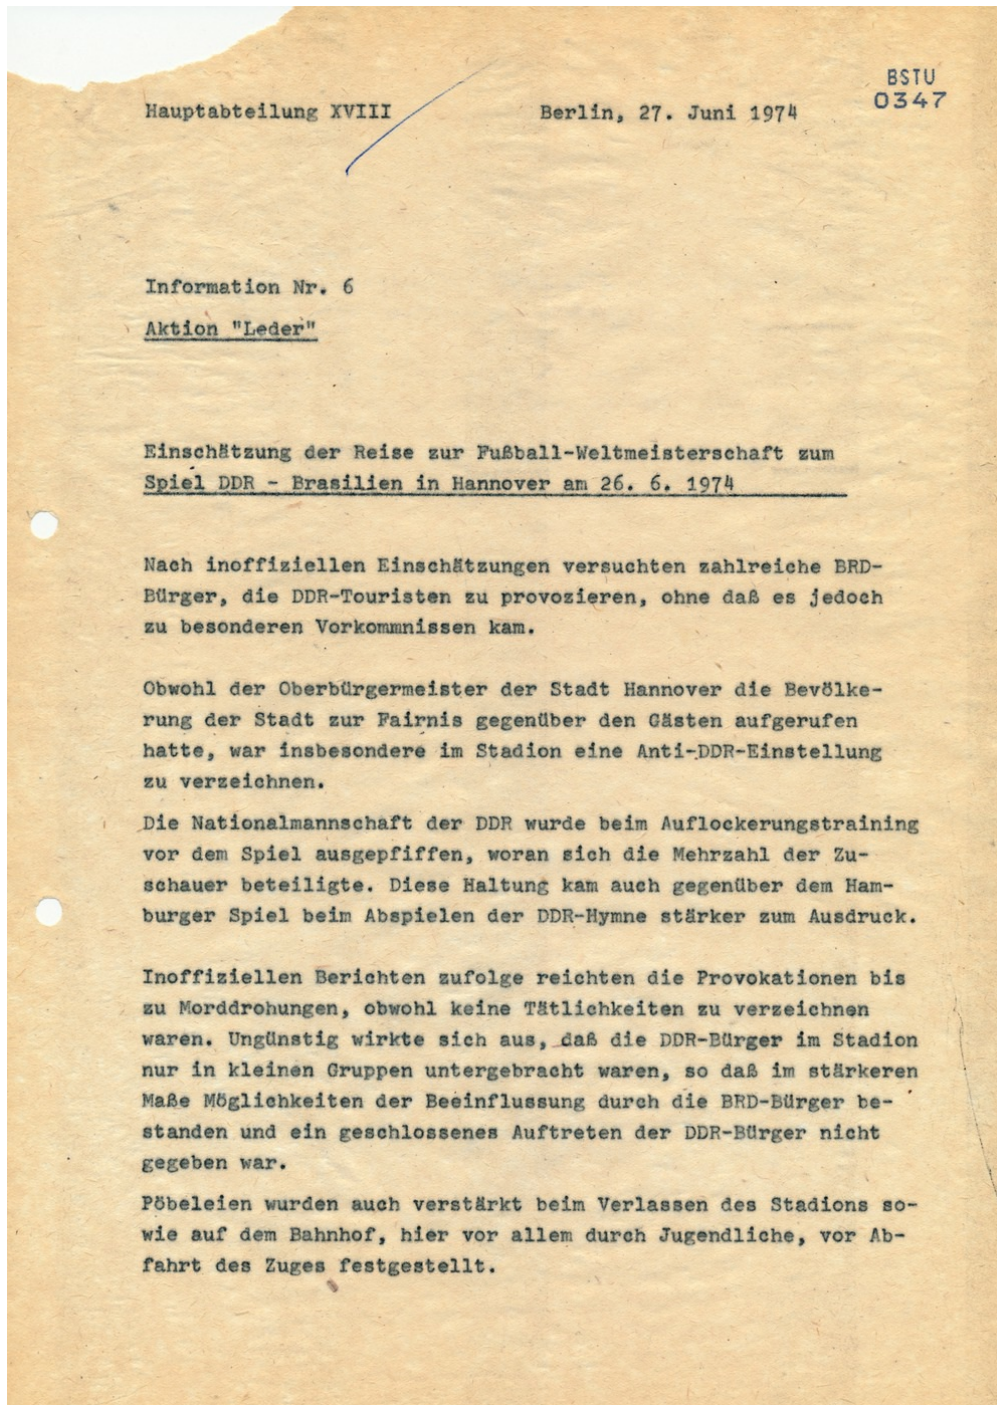 BSTU
0347
Hauptabteilung XVIII Berlin, 27. Juni 1974
Information Nr. 6
Aktion "Leder"
Einschätzung der Reise zur Fußball-Weltmeisterschaft zum
Spiel DDR - Brasilien in Hannover am 26. 6. 1974
Nach inoffiziellen Einschätzungen versuchten zahlreiche BRD-
Bürger, die DDR-Touristen zu provozieren, ohne daß es jedoch
zu besonderen Vorkommnissen kam.
Obwohl der Oberbürgermeister der Stadt Hannover die Bevölke-
rung der Stadt zur Fairnis gegenüber den Gästen aufgerufen
hatte, war insbesondere im Stadion eine Anti-DDR-Einstellung
zu verzeichnen.
Die Nationalmannschaft der DDR wurde beim Auflockerungstraining
vor dem Spiel ausgepfiffen, woran sich die Mehrzahl der Zu-
schauer beteiligte. Diese Haltung kam auch gegenüber dem Ham-
burger Spiel beim Abspielen der DDR-Hymne stärker zum Ausdruck.
Inoffiziellen Berichten zufolge reichten die Provokationen bis
zu Morddrohungen, obwohl keine Tätlichkeiten zu verzeichnen
waren. Ungünstig wirkte sich aus, daß die DDR-Bürger im Stadion
nur in kleinen Gruppen untergebracht waren, so daß im stärkeren
Maße Möglichkeiten der Beeinflussung durch die BRD-Bürger be-
standen und ein geschlossenes Auftreten der DDR-Bürger nicht
gegeben war.
Pöbeleien wurden auch verstärkt beim Verlassen des Stadions so-
wie auf dem Bahnhof, hier vor allem durch Jugendliche, vor Ab-
fahrt des Zuges festgestellt.